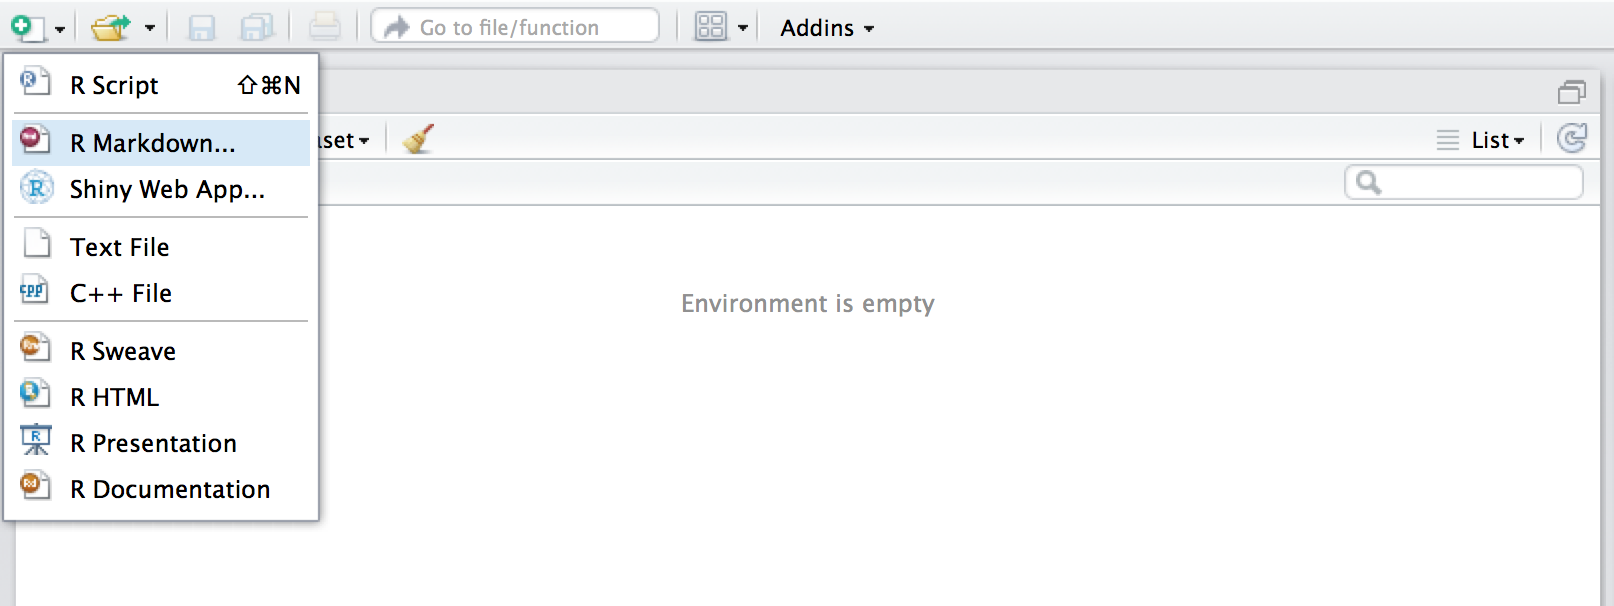 Go to file/function
Addins
R Script ⇧⌘N
R Markdown...
Shiny Web App...
Text File
C++ File
R Sweave
R HTML
R Presentation
R Documentation
List
Environment is empty